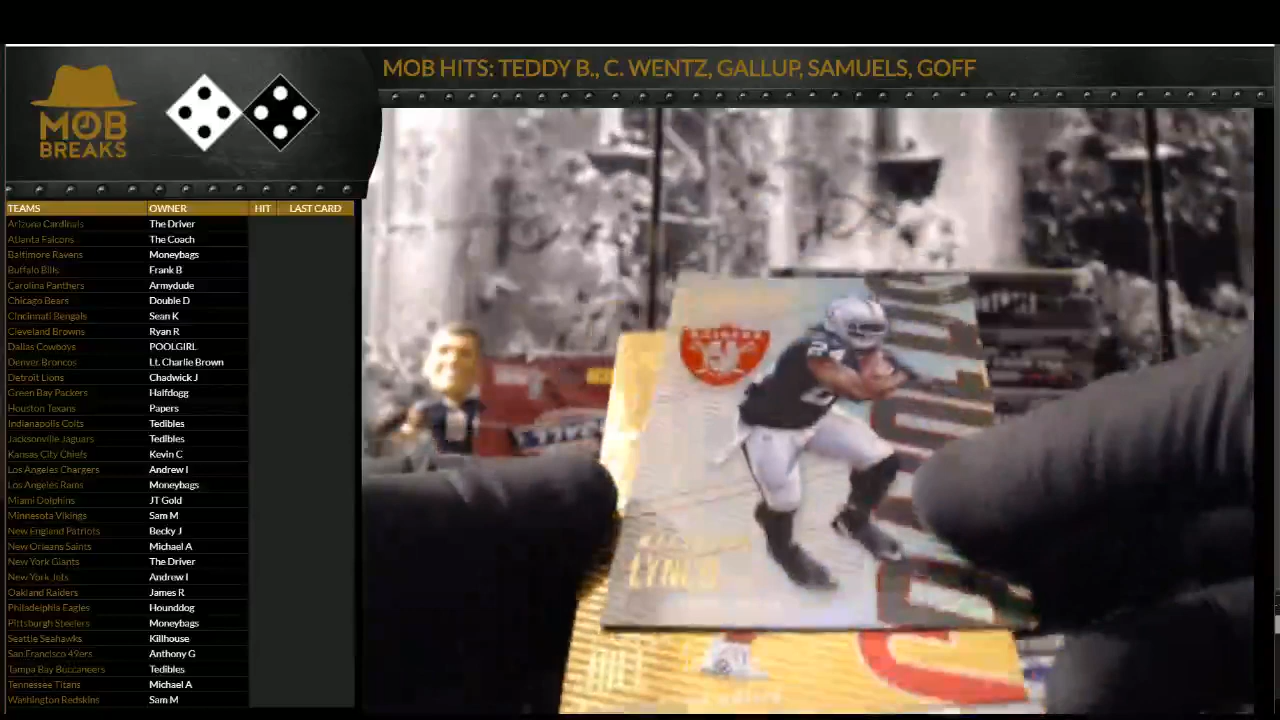 MOB HITS: TEDDY B., C. WENTZ, GALLUP, SAMUELS, GOFF
MOB
BREAKS
TEAMS OWNER HIT LAST CARD
Arizona Cardinals The Driver
Atlanta Falcons The Coach
Baltimore Ravens Moneybags
Buffalo Bills Frank B
Carolina Panthers Armydude
Chicago Bears Double D
Cincinnati Bengals Sean K
Cleveland Browns Ryan R
Dallas Cowboys POOLGIRL
Denver Broncos Lt. Charlie Brown
Detroit Lions Chadwick J
Green Bay Packers Halfdogg
Houston Texans Papers
Indianapolis Colts Tedibles
Jacksonville Jaguars Tedibles
Kansas City Chiefs Kevin C
Los Angeles Chargers Andrew I
Los Angeles Rams Moneybags
Miami Dolphins JT Gold
Minnesota Vikings Sam M
New England Patriots Becky J
New Orleans Saints Michael A
New York Giants The Driver
New York Jets Andrew I
Oakland Raiders James R
Philadelphia Eagles Hounddog
Pittsburgh Steelers Moneybags
Seattle Seahawks Killhouse
San Francisco 49ers Anthony G
Tampa Bay Buccaneers Tedibles
Tennessee Titans Michael A
Washington Redskins Sam M
RAIDERS
LYNCH